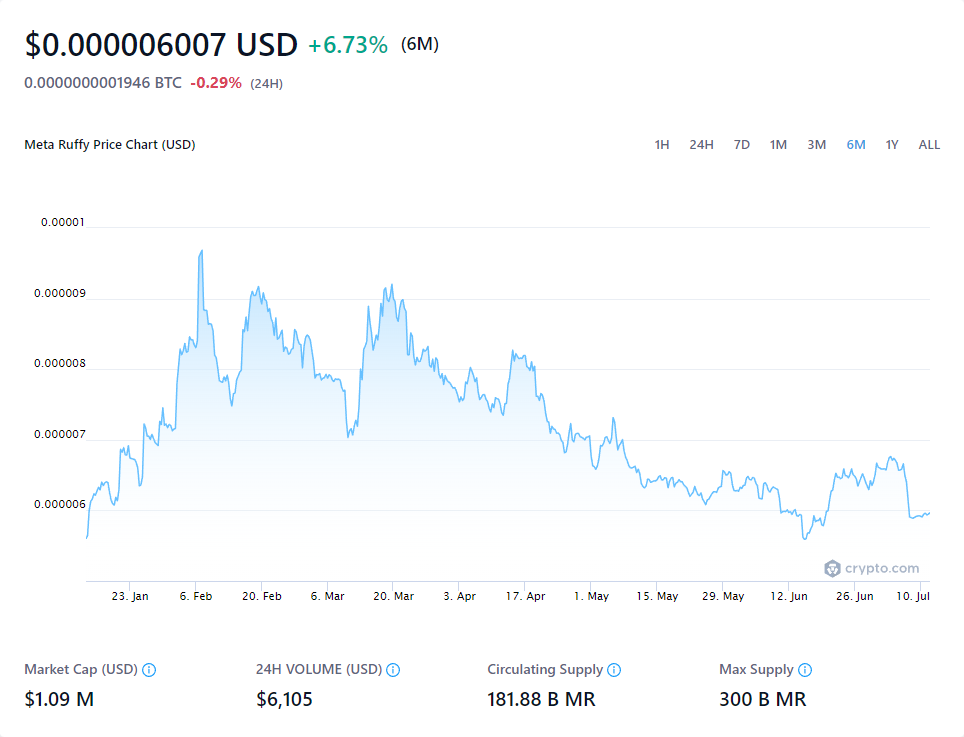 $0.000006007 USD +6.73% (6M)
0.0000000001946 BTC -0.29% (24H)
Meta Ruffy Price Chart (USD) 1H 24H 7D 1M 3M 6M 1Y ALL
0.00001
0.000009
0.000008
0.000007
0.000006
crypto.com
23. Jan 6. Feb 20. Feb 6. Mar 20. Mar 3. Apr 17. Apr 1. May 15. May 29. May 12. Jun 26. Jun 10. Jul
Market Cap (USD) 24H VOLUME (USD) Circulating Supply Max Supply
$1.09 M $6,105 181.88 B MR 300 B MR